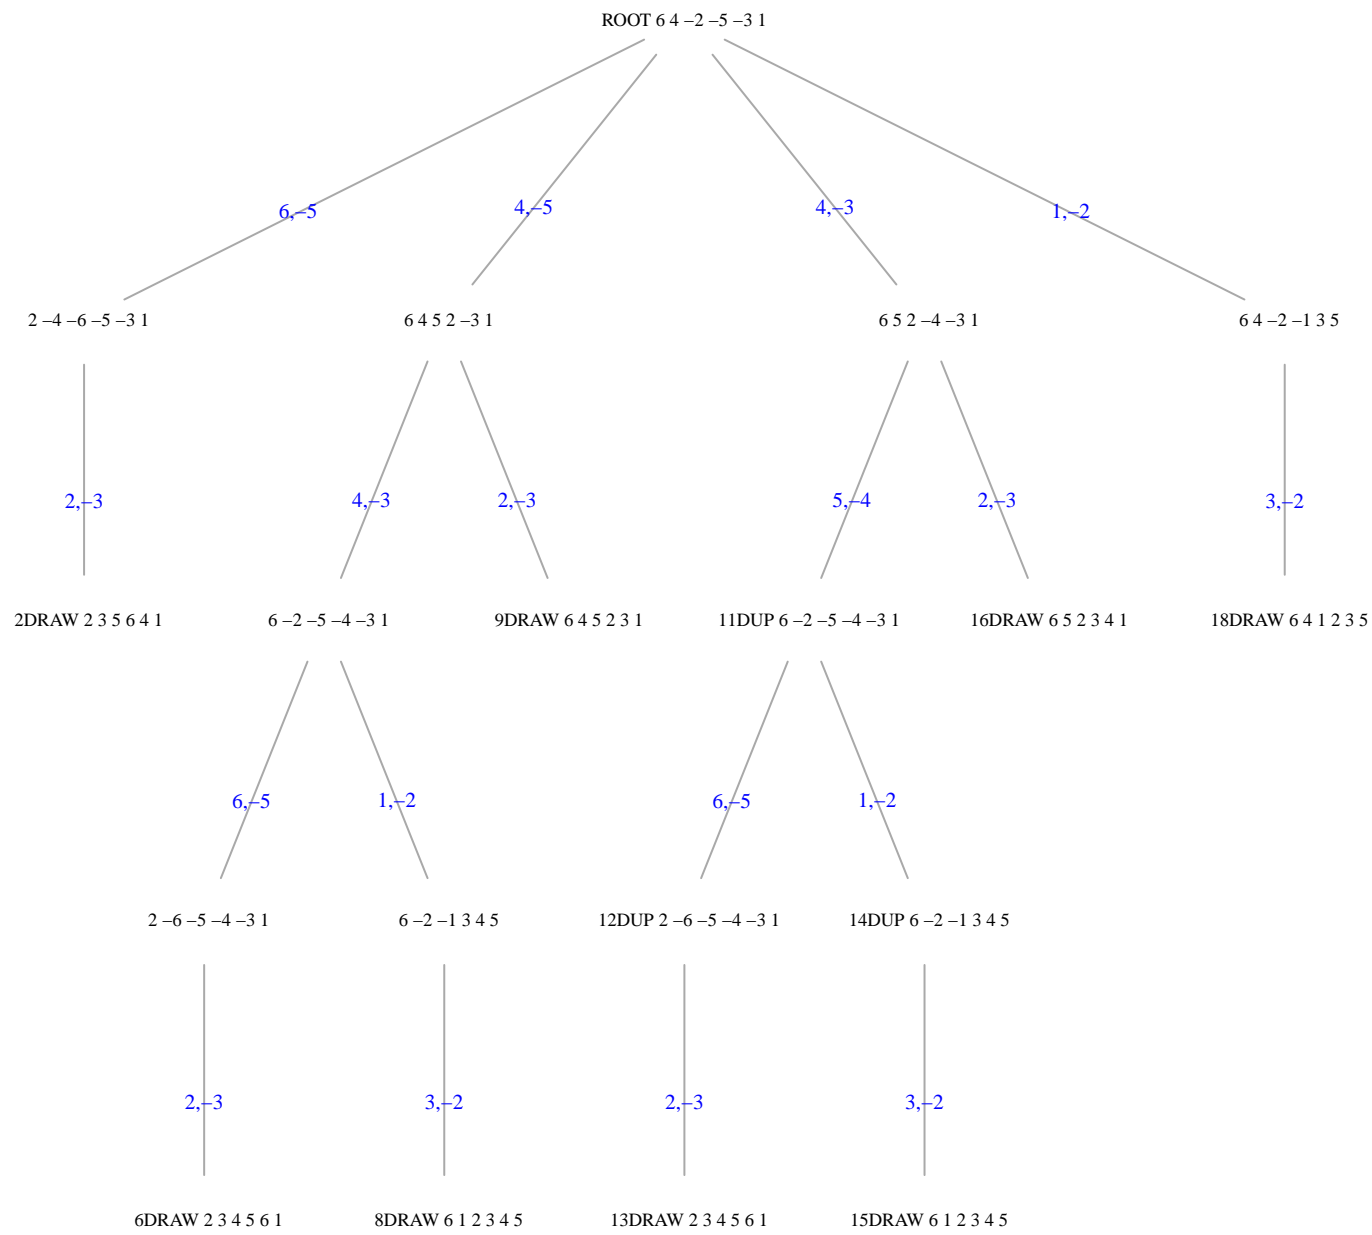 ROOT 6 4 –2 –5 –3 1
6,–5
4,–5
4,–3
1,–2
2 –4 –6 –5 –3 1
6 4 5 2 –3 1
6 5 2 –4 –3 1
6 4 –2 –1 3 5
2,–3
4,–3
2,–3
5,–4
2,–3
3,–2
2DRAW 2 3 5 6 4 1
6 –2 –5 –4 –3 1
9DRAW 6 4 5 2 3 1
11DUP 6 –2 –5 –4 –3 1
16DRAW 6 5 2 3 4 1
18DRAW 6 4 1 2 3 5
6,–5
1,–2
6,–5
1,–2
2 –6 –5 –4 –3 1
6 –2 –1 3 4 5
12DUP 2 –6 –5 –4 –3 1
14DUP 6 –2 –1 3 4 5
2,–3
3,–2
2,–3
3,–2
6DRAW 2 3 4 5 6 1
8DRAW 6 1 2 3 4 5
13DRAW 2 3 4 5 6 1
15DRAW 6 1 2 3 4 5